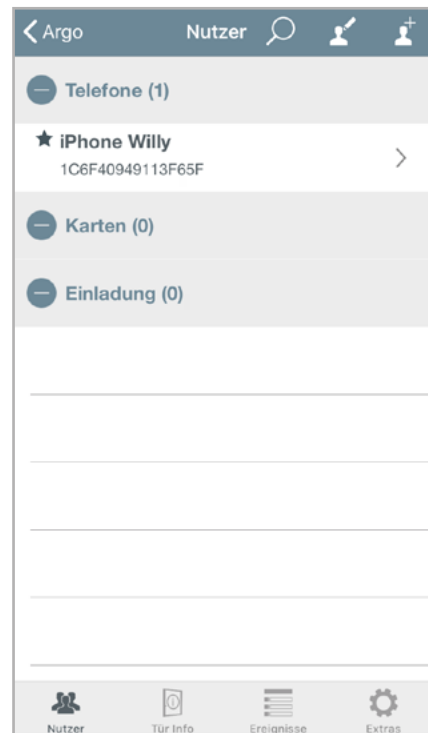 Argo Nutzer
Telefone (1)
iPhone Willy
1C6F40949113F65F
Karten (0)
Einladung (0)
Nutzer Tür Info Ereignisse Extras